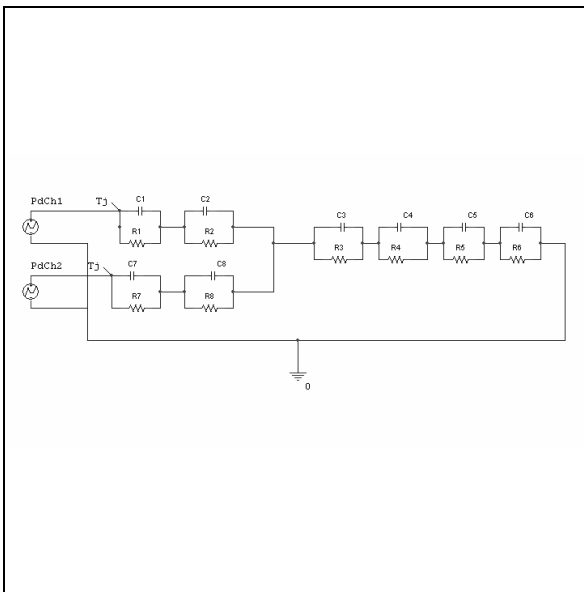 PdCh1 Tj C1 C2
R1 R2
C3 C4 C5 C6
R3 R4 R5 R6
PdCh2 Tj C7 C8
R7 R8
0